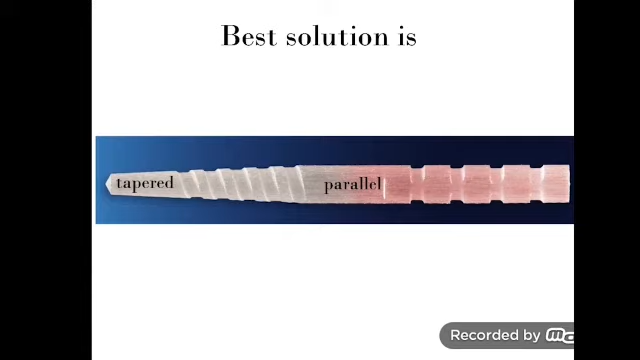 Best solution is
tapered
parallel
Recorded by